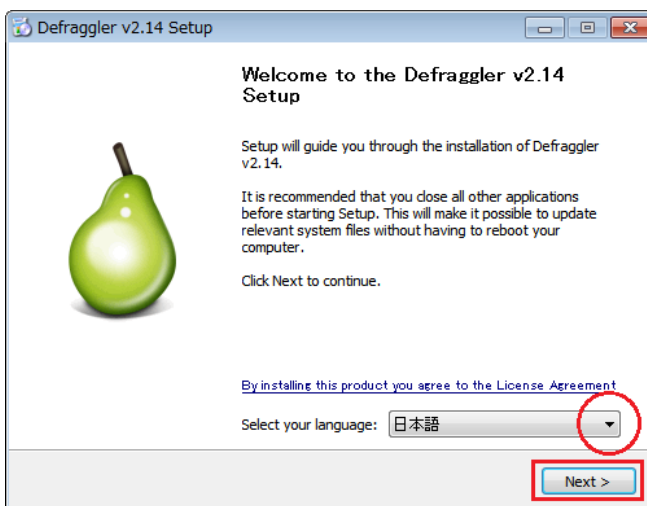 Defraggler v2.14 Setup
Welcome to the Defraggler v2.14
Setup
Setup will guide you through the installation of Defraggler
v2.14.
It is recommended that you close all other applications
before starting Setup. This will make it possible to update
relevant system files without having to reboot your
computer.
Click Next to continue.
By installing this product you agree to the License Agreement
Select your language: 日本語
Next >